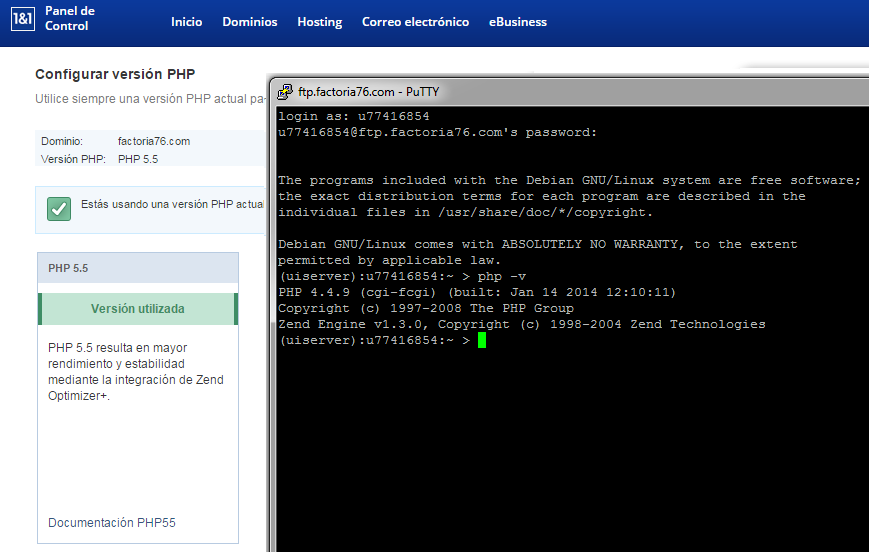 1&1
Panel de
Control
Inicio Dominios Hosting Correo electrónico eBusiness
Configurar versión PHP
Utilice siempre una versión PHP actual pa
Dominio: factoria76.com
Versión PHP: PHP 5.5
Estás usando una versión PHP actual
PHP 5.5
Versión utilizada
PHP 5.5 resulta en mayor
rendimiento y estabilidad
mediante la integración de Zend
Optimizer+.
Documentación PHP55
ftp.factoria76.com - PuTTY
login as: u77416854
u77416854@ftp.factoria76.com's password:
The programs included with the Debian GNU/Linux system are free software;
the exact distribution terms for each program are described in the
individual files in /usr/share/doc/*/copyright.
Debian GNU/Linux comes with ABSOLUTELY NO WARRANTY, to the extent
permitted by applicable law.
(uiserver):u77416854:~ > php -v
PHP 4.4.9 (cgi-fcgi) (built: Jan 14 2014 12:10:11)
Copyright (c) 1997-2008 The PHP Group
Zend Engine v1.3.0, Copyright (c) 1998-2004 Zend Technologies
(uiserver):u77416854:~ >